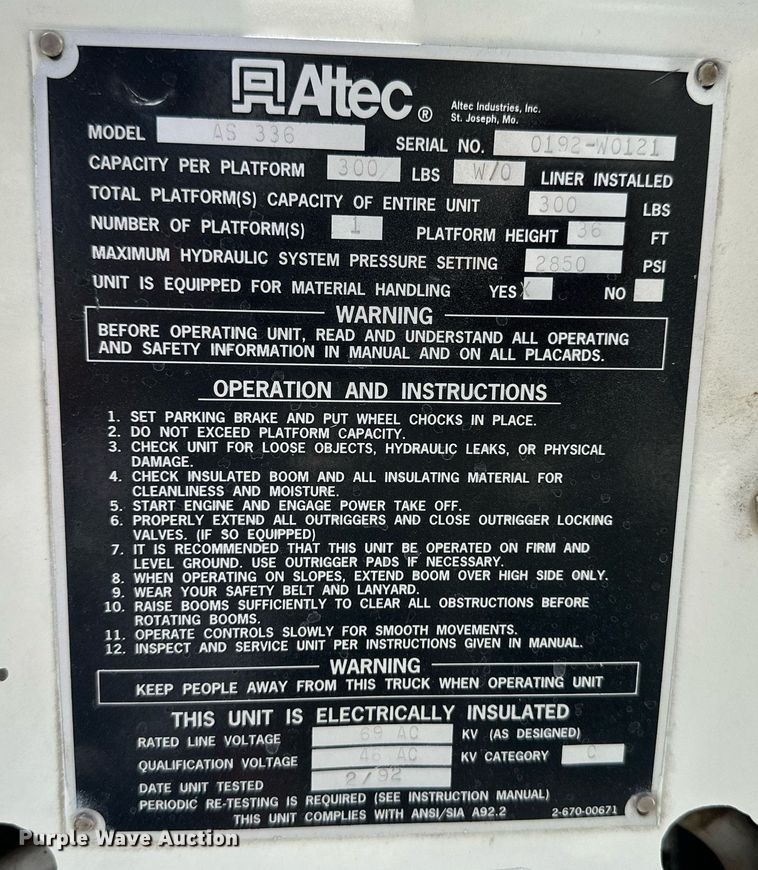 Altec®
Altec Industries, Inc.
St. Joseph, Mo.
MODEL AS 336 SERIAL NO. 0192-W0121
CAPACITY PER PLATFORM 300 LBS W/O LINER INSTALLED
TOTAL PLATFORM(S) CAPACITY OF ENTIRE UNIT 300 LBS
NUMBER OF PLATFORM(S) 1 PLATFORM HEIGHT 36 FT
MAXIMUM HYDRAULIC SYSTEM PRESSURE SETTING 2850 PSI
UNIT IS EQUIPPED FOR MATERIAL HANDLING YES X NO
WARNING
BEFORE OPERATING UNIT, READ AND UNDERSTAND ALL OPERATING
AND SAFETY INFORMATION IN MANUAL AND ON ALL PLACARDS.
OPERATION AND INSTRUCTIONS
1. SET PARKING BRAKE AND PUT WHEEL CHOCKS IN PLACE.
2. DO NOT EXCEED PLATFORM CAPACITY.
3. CHECK UNIT FOR LOOSE OBJECTS, HYDRAULIC LEAKS, OR PHYSICAL
DAMAGE.
4. CHECK INSULATED BOOM AND ALL INSULATING MATERIAL FOR
CLEANLINESS AND MOISTURE.
5. START ENGINE AND ENGAGE POWER TAKE OFF.
6. PROPERLY EXTEND ALL OUTRIGGERS AND CLOSE OUTRIGGER LOCKING
VALVES. (IF SO EQUIPPED)
7. IT IS RECOMMENDED THAT THIS UNIT BE OPERATED ON FIRM AND
LEVEL GROUND. USE OUTRIGGER PADS IF NECESSARY.
8. WHEN OPERATING ON SLOPES, EXTEND BOOM OVER HIGH SIDE ONLY.
9. WEAR YOUR SAFETY BELT AND LANYARD.
10. RAISE BOOMS SUFFICIENTLY TO CLEAR ALL OBSTRUCTIONS BEFORE
ROTATING BOOMS.
11. OPERATE CONTROLS SLOWLY FOR SMOOTH MOVEMENTS.
12. INSPECT AND SERVICE UNIT PER INSTRUCTIONS GIVEN IN MANUAL.
WARNING
KEEP PEOPLE AWAY FROM THIS TRUCK WHEN OPERATING UNIT
THIS UNIT IS ELECTRICALLY INSULATED
RATED LINE VOLTAGE 69 AC KV (AS DESIGNED)
QUALIFICATION VOLTAGE 46 AC KV CATEGORY C
DATE UNIT TESTED 2/92
PERIODIC RE-TESTING IS REQUIRED (SEE INSTRUCTION MANUAL)
THIS UNIT COMPLIES WITH ANSI/SIA A92.2 2-670-00671
Purple Wave Auction